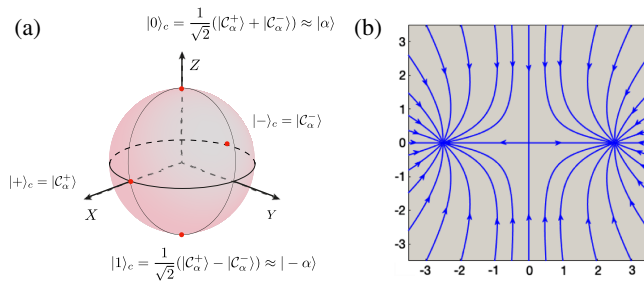 (a)
|0⟩_c = 1/√2(|C_α^+⟩ + |C_α^-⟩) ≈ |α⟩
Z
|−⟩_c = |C_α^-⟩
|+⟩_c = |C_α^+⟩
X
Y
|1⟩_c = 1/√2(|C_α^+⟩ − |C_α^-⟩) ≈ |−α⟩
(b)
3
2
1
0
-1
-2
-3
-3 -2 -1 0 1 2 3